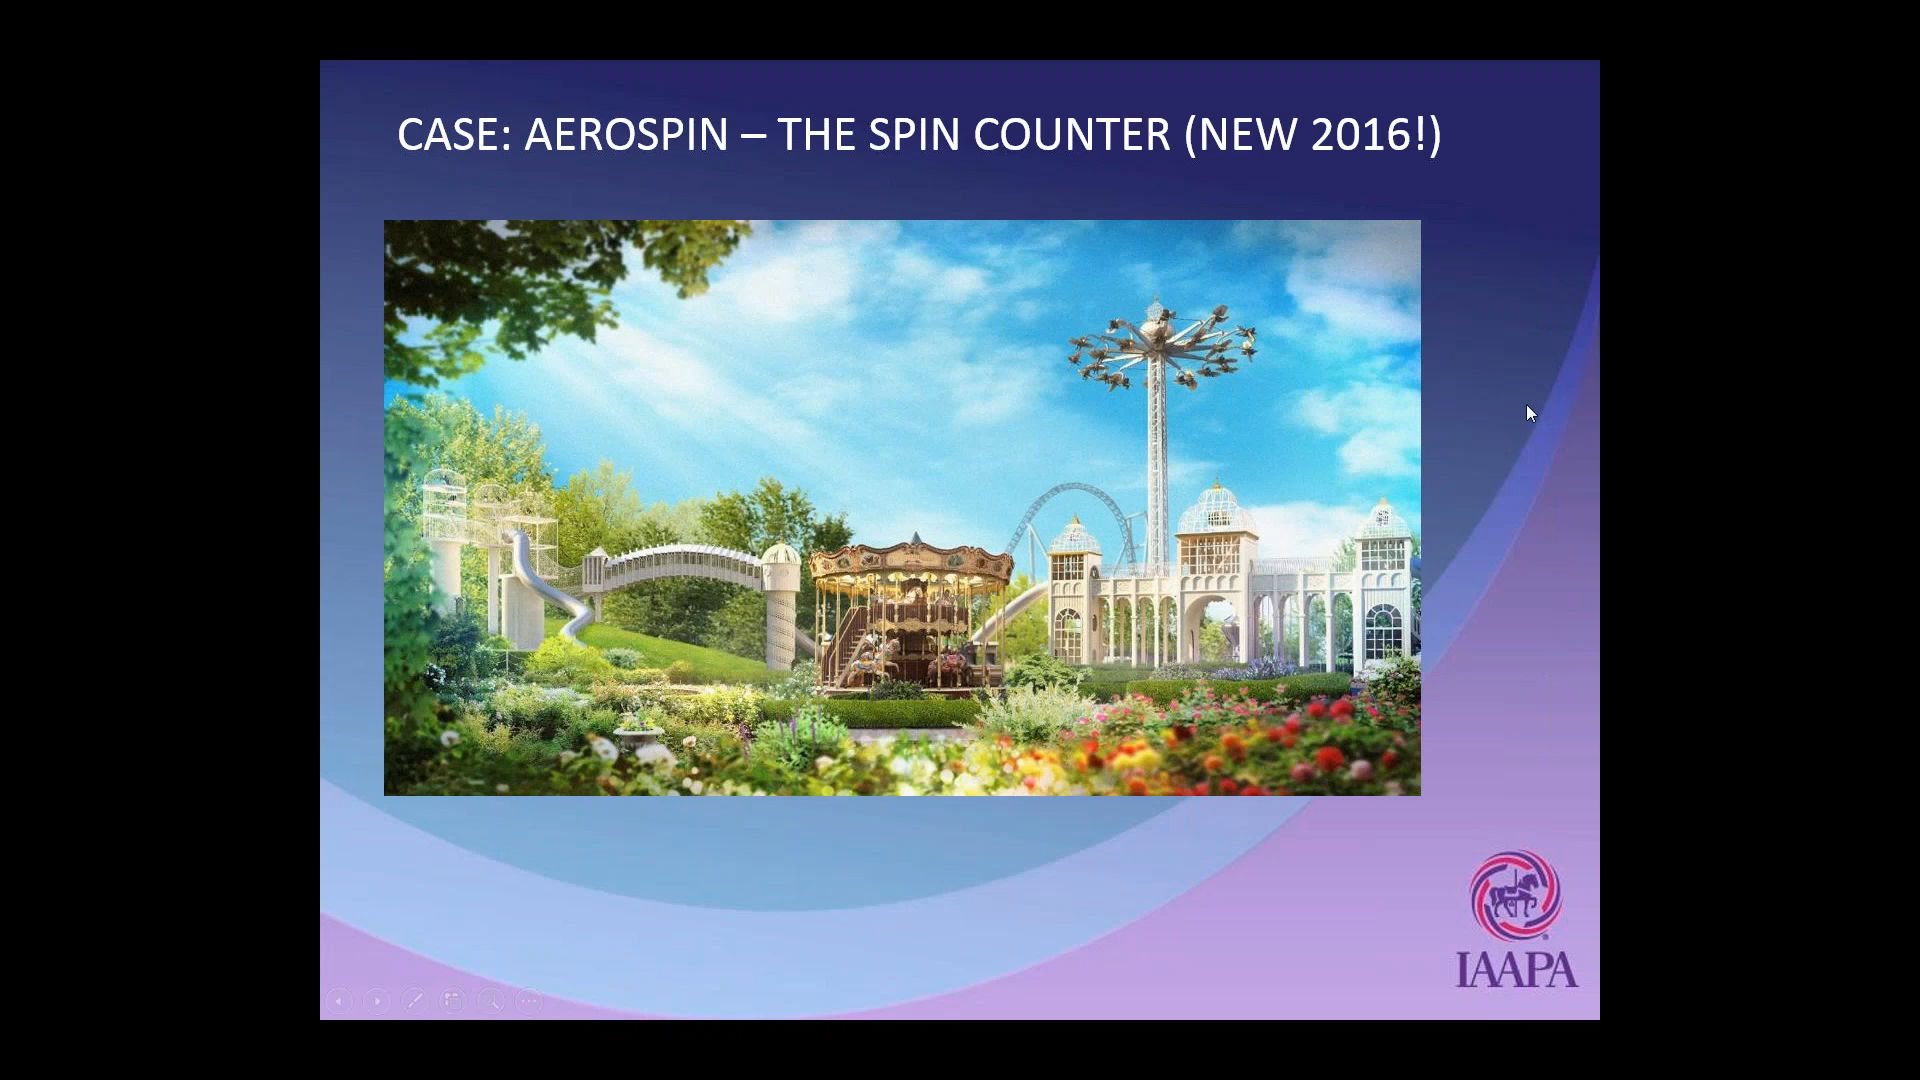 CASE: AEROSPIN – THE SPIN COUNTER (NEW 2016!)
IAAPA